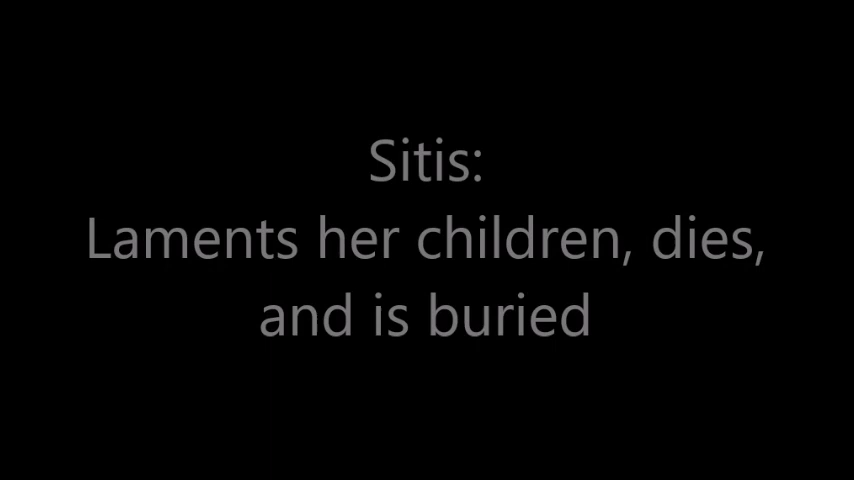 Sitis:
Laments her children, dies,
and is buried